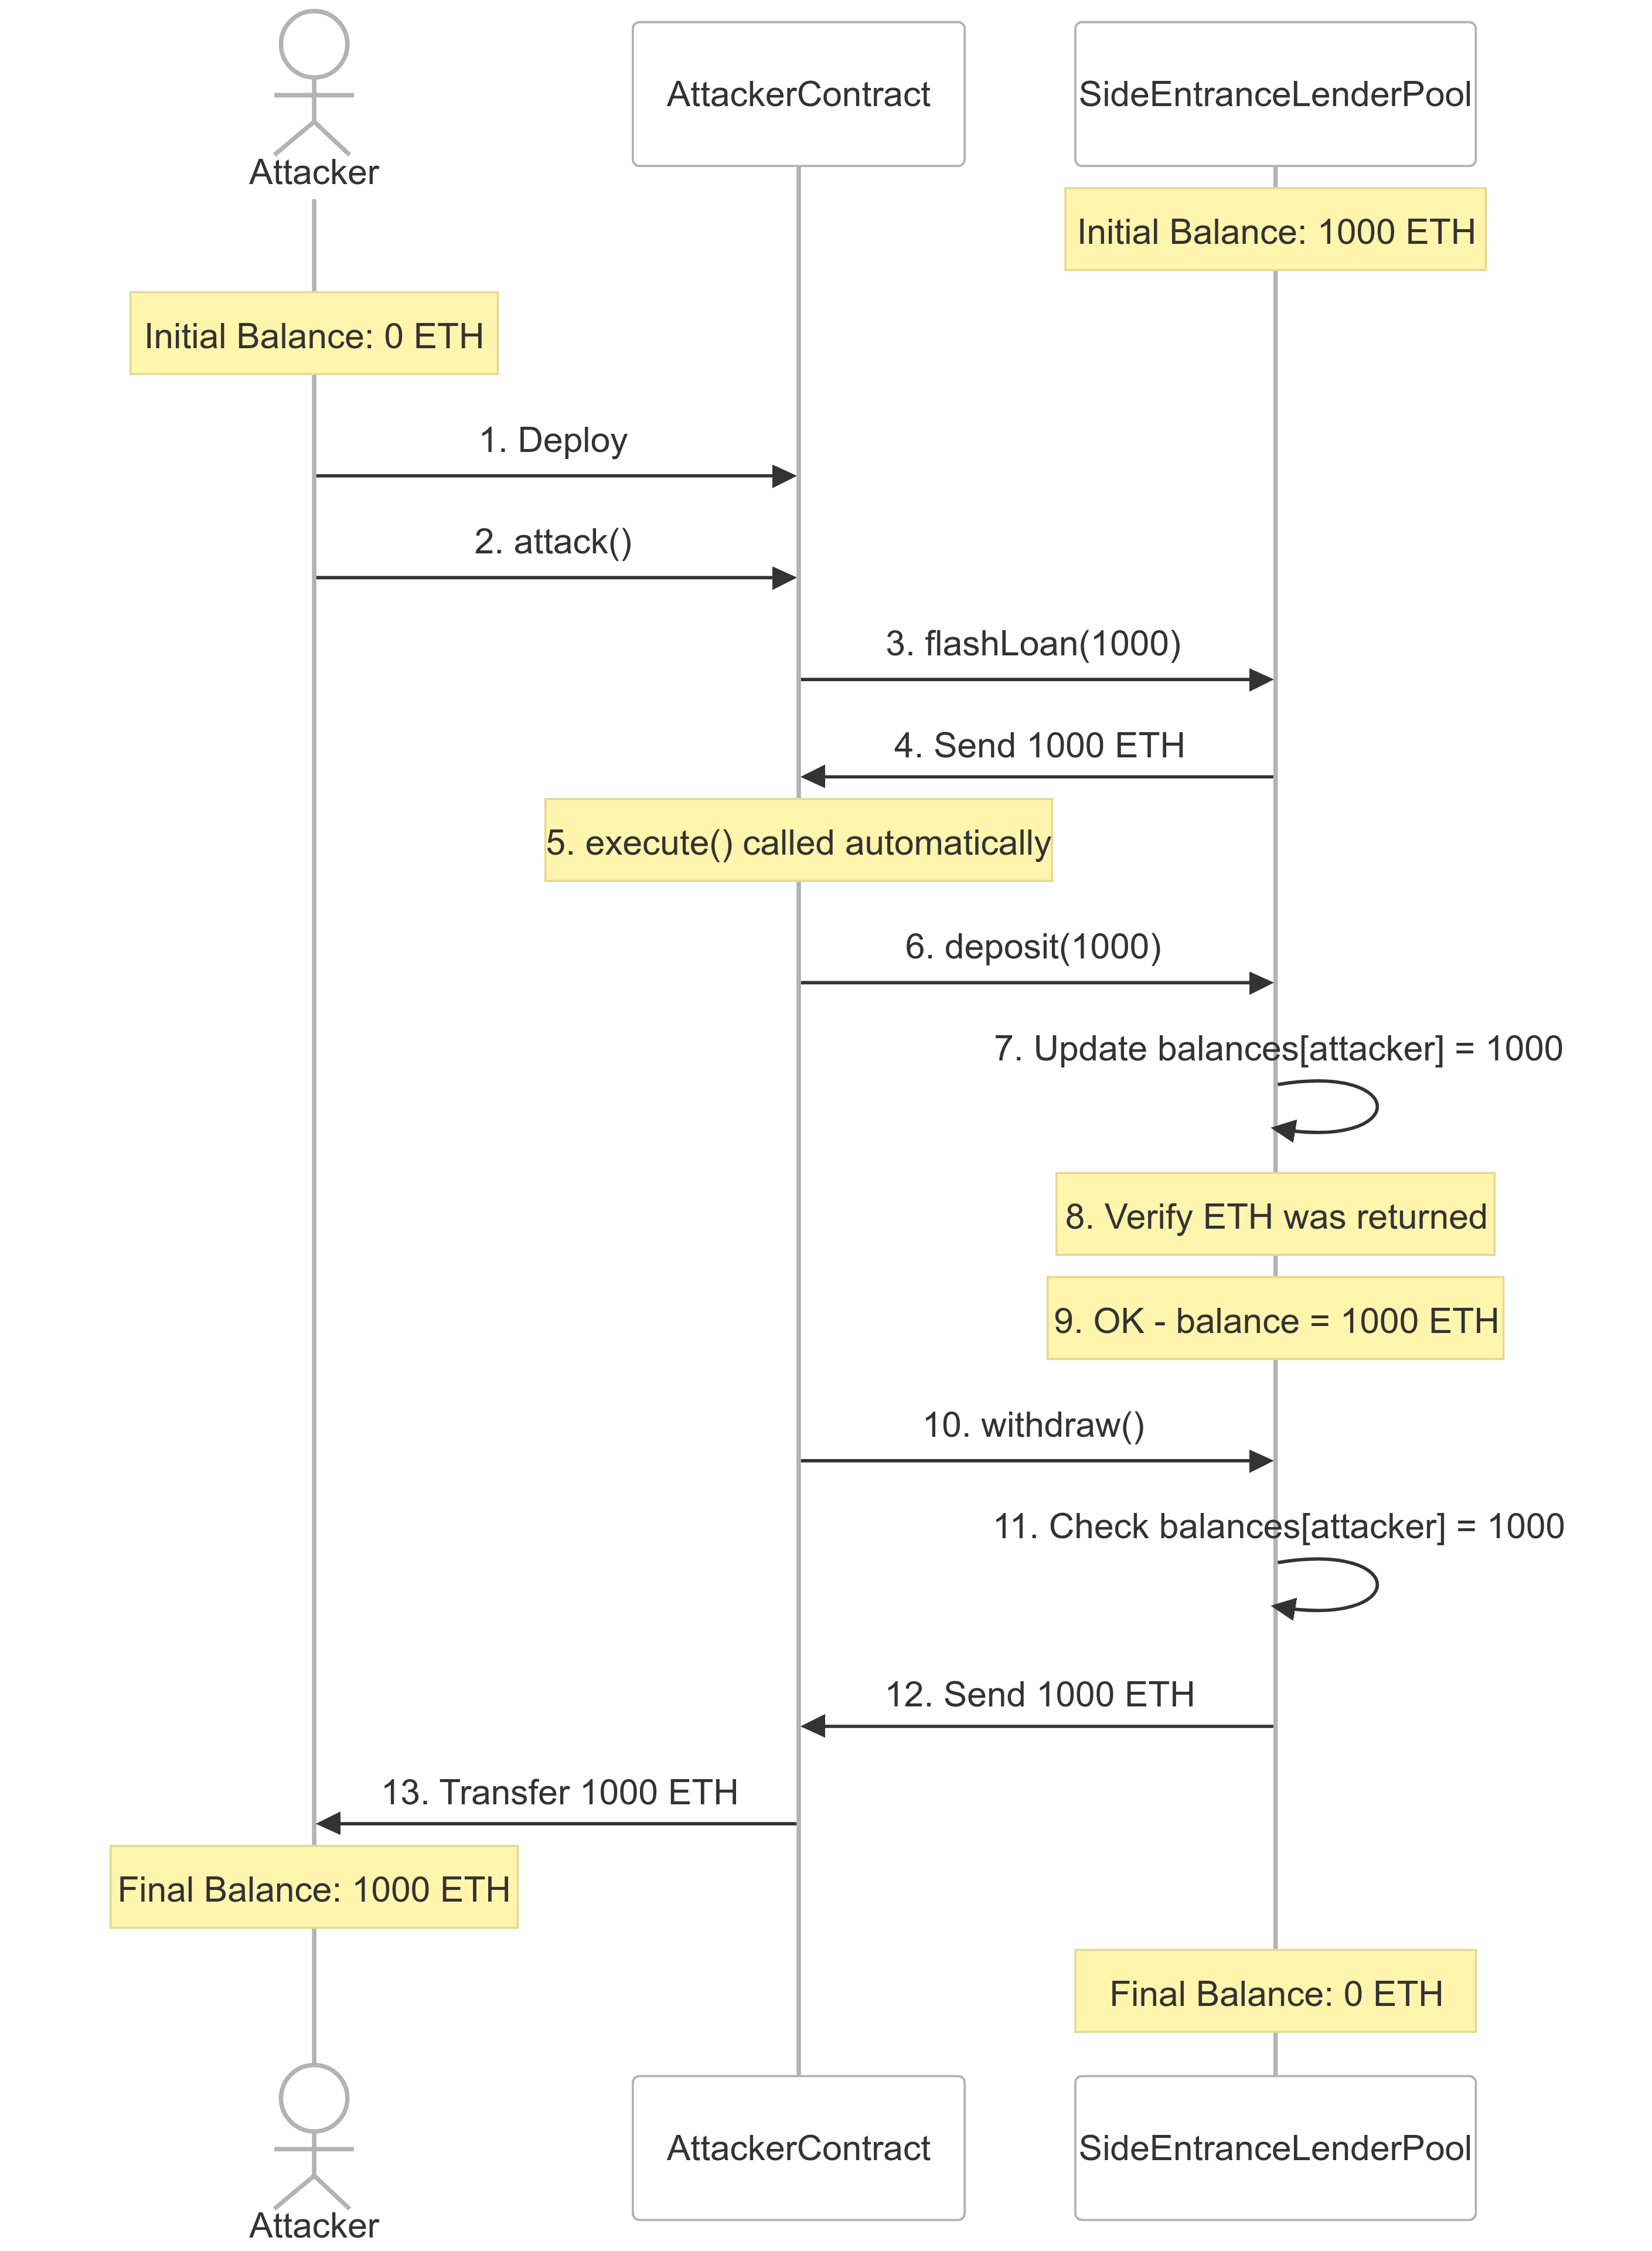 AttackerContract
SideEntranceLenderPool
Attacker
Initial Balance: 1000 ETH
Initial Balance: 0 ETH
1. Deploy
2. attack()
3. flashLoan(1000)
4. Send 1000 ETH
5. execute() called automatically
6. deposit(1000)
7. Update balances[attacker] = 1000
8. Verify ETH was returned
9. OK - balance = 1000 ETH
10. withdraw()
11. Check balances[attacker] = 1000
12. Send 1000 ETH
13. Transfer 1000 ETH
Final Balance: 1000 ETH
Final Balance: 0 ETH
AttackerContract
SideEntranceLenderPool
Attacker